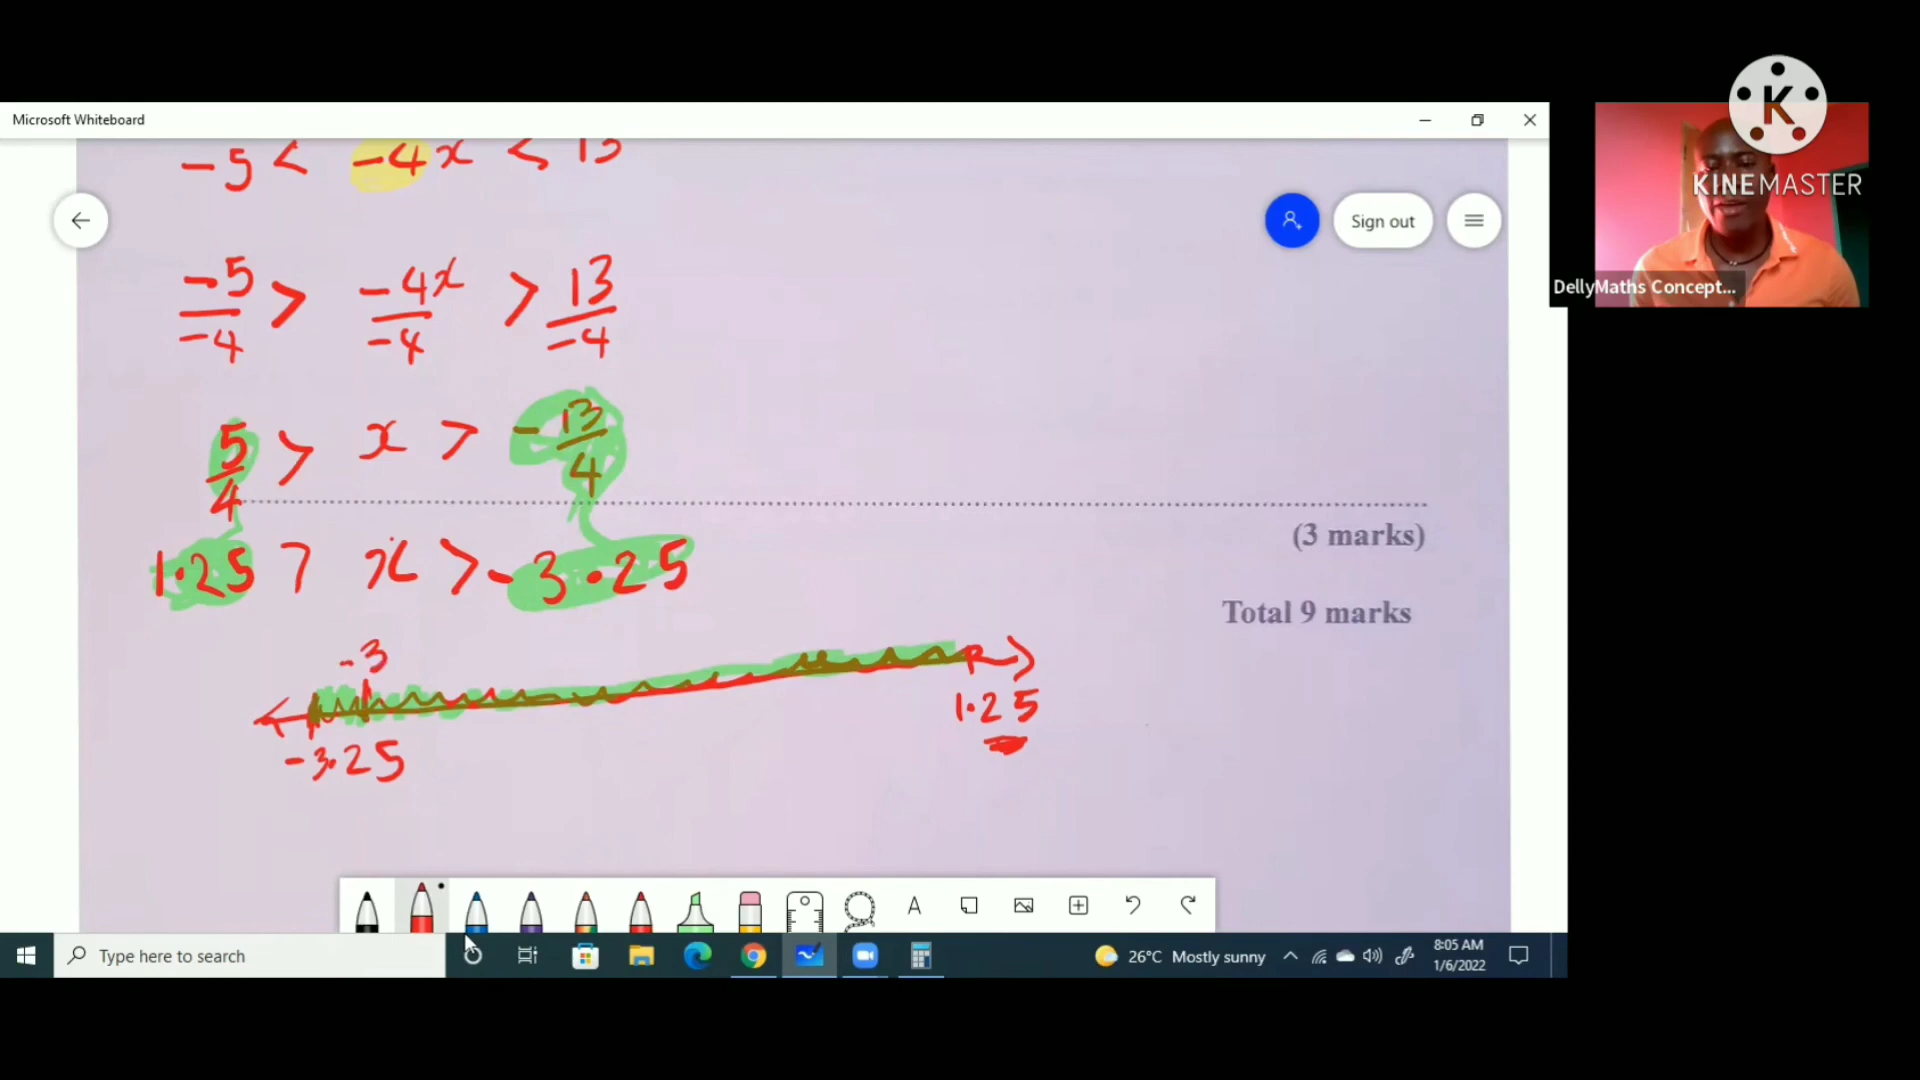 Microsoft Whiteboard
-5 < -4x < 13
Sign out
KINEMASTER
DellyMaths Concept...
-5/-4 > -4x/-4 > 13/-4
5/4 > x > -13/4
(3 marks)
1.25 > x > -3.25
Total 9 marks
-3
1.25
-3.25
Type here to search
26°C Mostly sunny
8:05 AM
1/6/2022